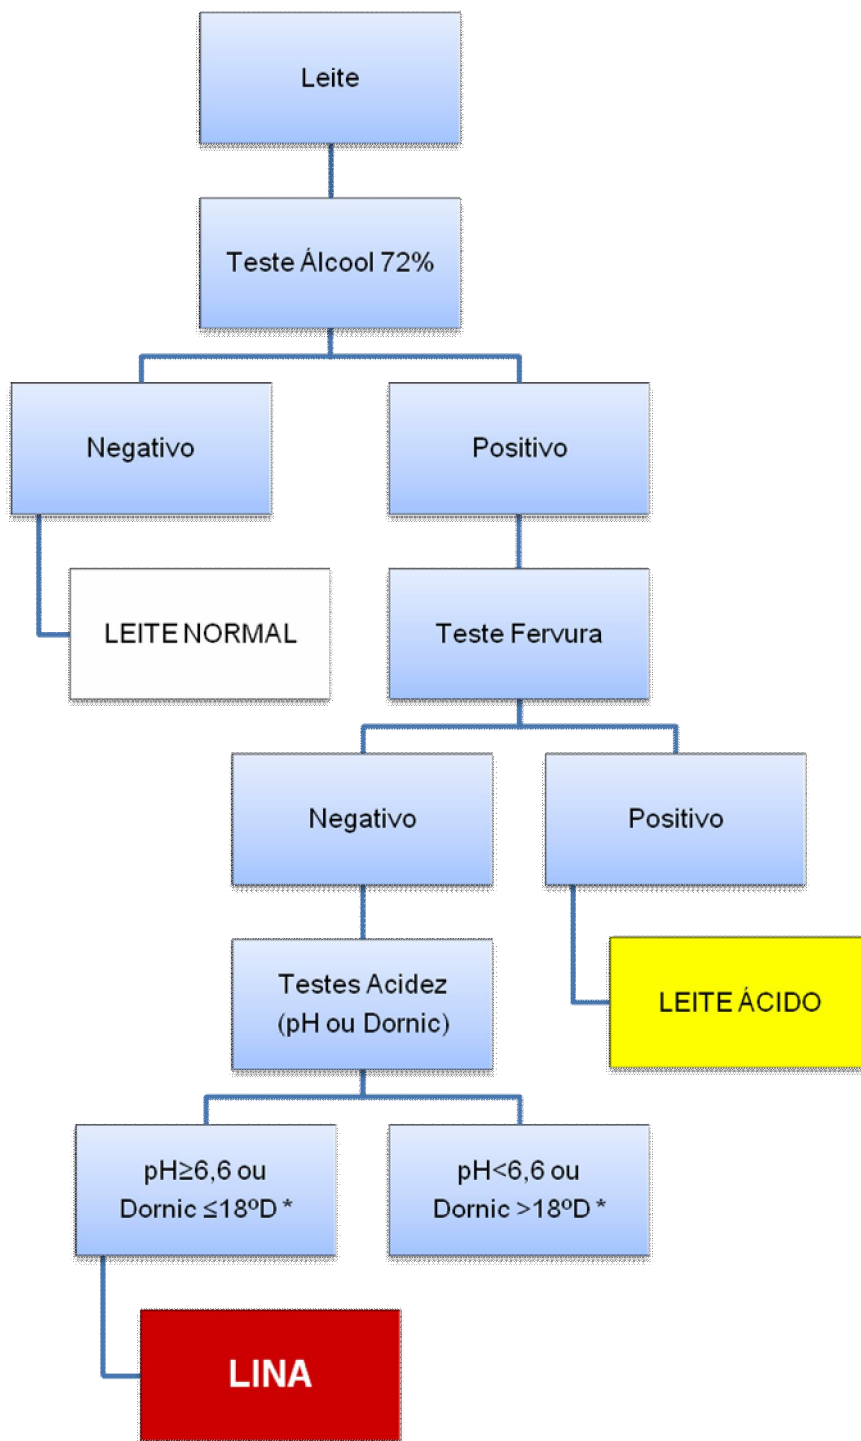 Leite
Teste Álcool 72%
Negativo
Positivo
LEITE NORMAL
Teste Fervura
Negativo
Positivo
Testes Acidez
(pH ou Dornic)
LEITE ÁCIDO
pH≥6,6 ou
Dornic ≤18ºD *
pH<6,6 ou
Dornic >18ºD *
LINA